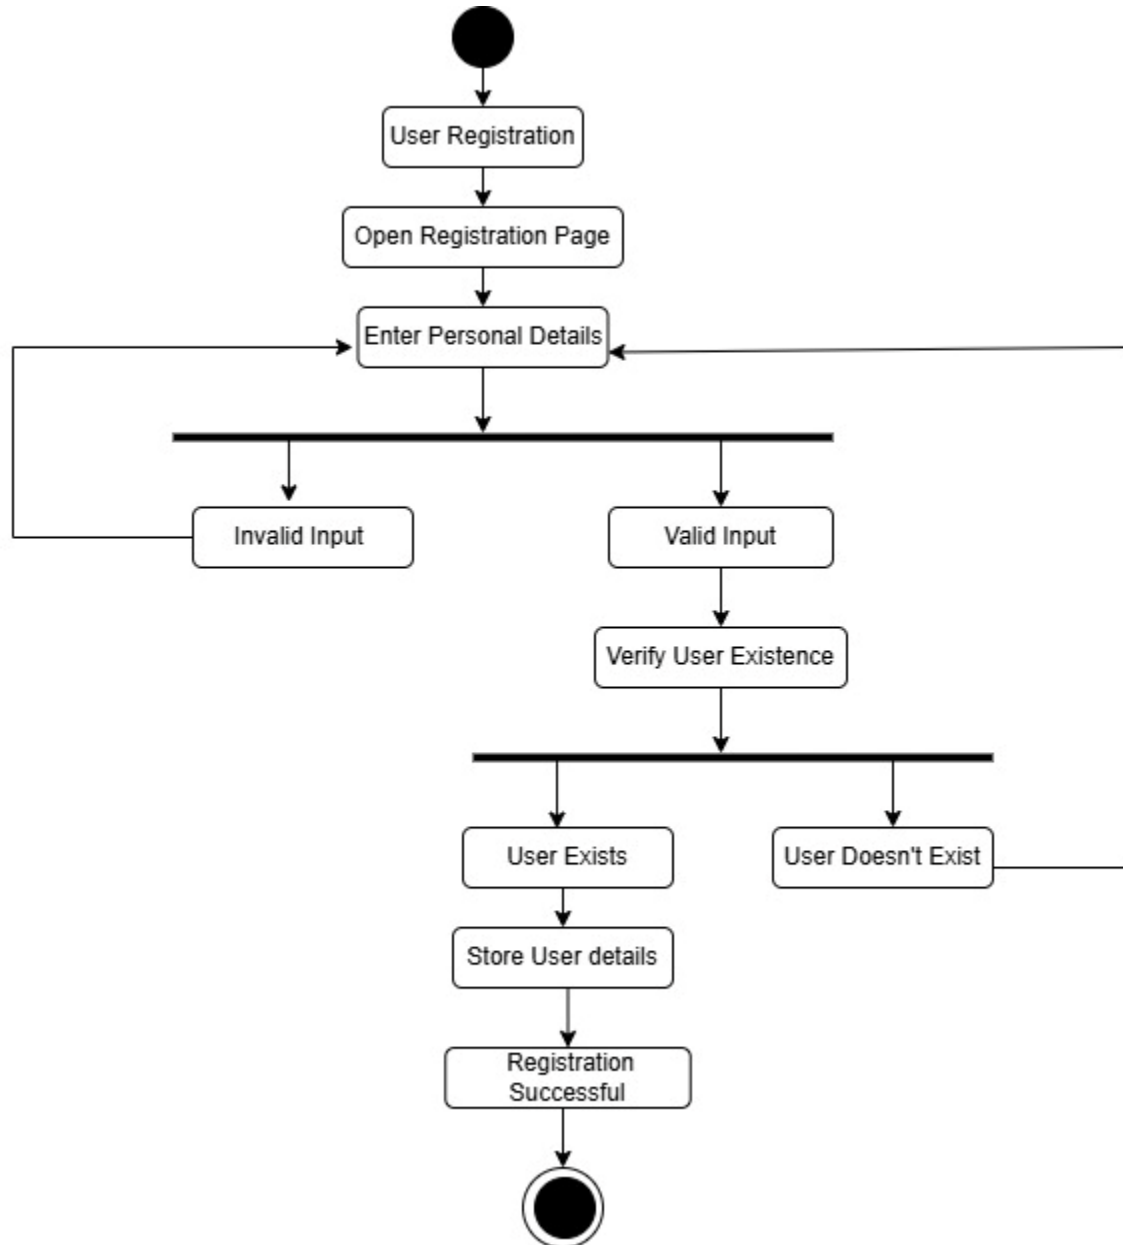 User Registration
Open Registration Page
Enter Personal Details
Invalid Input
Valid Input
Verify User Existence
User Exists
User Doesn't Exist
Store User details
Registration
Successful